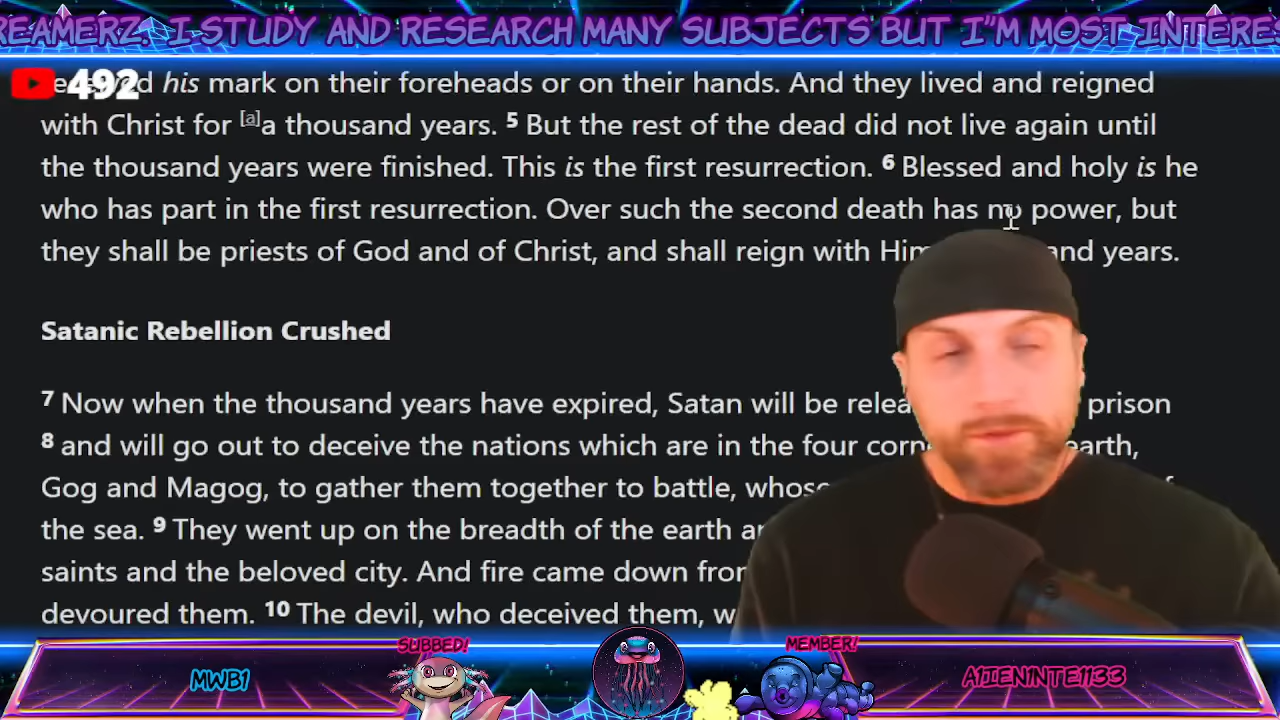 REAMERZ. I STUDY AND RESEARCH MANY SUBJECTS BUT I"M MOST INTERE
492
his mark on their foreheads or on their hands. And they lived and reigned
with Christ for [a]a thousand years. 5 But the rest of the dead did not live again until
the thousand years were finished. This is the first resurrection. 6 Blessed and holy is he
who has part in the first resurrection. Over such the second death has no power, but
they shall be priests of God and of Christ, and shall reign with Him and years.
Satanic Rebellion Crushed
7 Now when the thousand years have expired, Satan will be relea prison
8 and will go out to deceive the nations which are in the four corn earth,
Gog and Magog, to gather them together to battle, whose
the sea. 9 They went up on the breadth of the earth
saints and the beloved city. And fire came down from
devoured them. 10 The devil, who deceived them, w
SUBBED!
MWB1
MEMBER!
A1IEN1NTE1133